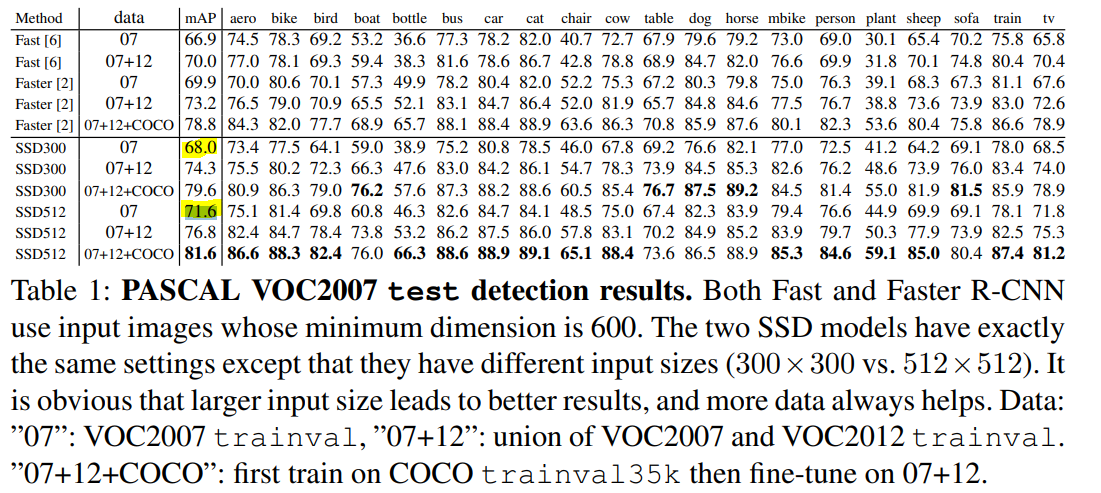 Method data mAP aero bike bird boat bottle bus car cat chair cow table dog horse mbike person plant sheep sofa train tv
Fast [6] 07 66.9 74.5 78.3 69.2 53.2 36.6 77.3 78.2 82.0 40.7 72.7 67.9 79.6 79.2 73.0 69.0 30.1 65.4 70.2 75.8 65.8
Fast [6] 07+12 70.0 77.0 78.1 69.3 59.4 38.3 81.6 78.6 86.7 42.8 78.8 68.9 84.7 82.0 76.6 69.9 31.8 70.1 74.8 80.4 70.4
Faster [2] 07 69.9 70.0 80.6 70.1 57.3 49.9 78.2 80.4 82.0 52.2 75.3 67.2 80.3 79.8 75.0 76.3 39.1 68.3 67.3 81.1 67.6
Faster [2] 07+12 73.2 76.5 79.0 70.9 65.5 52.1 83.1 84.7 86.4 52.0 81.9 65.7 84.8 84.6 77.5 76.7 38.8 73.6 73.9 83.0 72.6
Faster [2] 07+12+COCO 78.8 84.3 82.0 77.7 68.9 65.7 88.1 88.4 88.9 63.6 86.3 70.8 85.9 87.6 80.1 82.3 53.6 80.4 75.8 86.6 78.9
SSD300 07 68.0 73.4 77.5 64.1 59.0 38.9 75.2 80.8 78.5 46.0 67.8 69.2 76.6 82.1 77.0 72.5 41.2 64.2 69.1 78.0 68.5
SSD300 07+12 74.3 75.5 80.2 72.3 66.3 47.6 83.0 84.2 86.1 54.7 78.3 73.9 84.5 85.3 82.6 76.2 48.6 73.9 76.0 83.4 74.0
SSD300 07+12+COCO 79.6 80.9 86.3 79.0 76.2 57.6 87.3 88.2 88.6 60.5 85.4 76.7 87.5 89.2 84.5 81.4 55.0 81.9 81.5 85.9 78.9
SSD512 07 71.6 75.1 81.4 69.8 60.8 46.3 82.6 84.7 84.1 48.5 75.0 67.4 82.3 83.9 79.4 76.6 44.9 69.9 69.1 78.1 71.8
SSD512 07+12 76.8 82.4 84.7 78.4 73.8 53.2 86.2 87.5 86.0 57.8 83.1 70.2 84.9 85.2 83.9 79.7 50.3 77.9 73.9 82.5 75.3
SSD512 07+12+COCO 81.6 86.6 88.3 82.4 76.0 66.3 88.6 88.9 89.1 65.1 88.4 73.6 86.5 88.9 85.3 84.6 59.1 85.0 80.4 87.4 81.2
Table 1: PASCAL VOC2007 test detection results. Both Fast and Faster R-CNN
use input images whose minimum dimension is 600. The two SSD models have exactly
the same settings except that they have different input sizes (300×300 vs. 512×512). It
is obvious that larger input size leads to better results, and more data always helps. Data:
”07”: VOC2007 trainval, ”07+12”: union of VOC2007 and VOC2012 trainval.
”07+12+COCO”: first train on COCO trainval35k then fine-tune on 07+12.